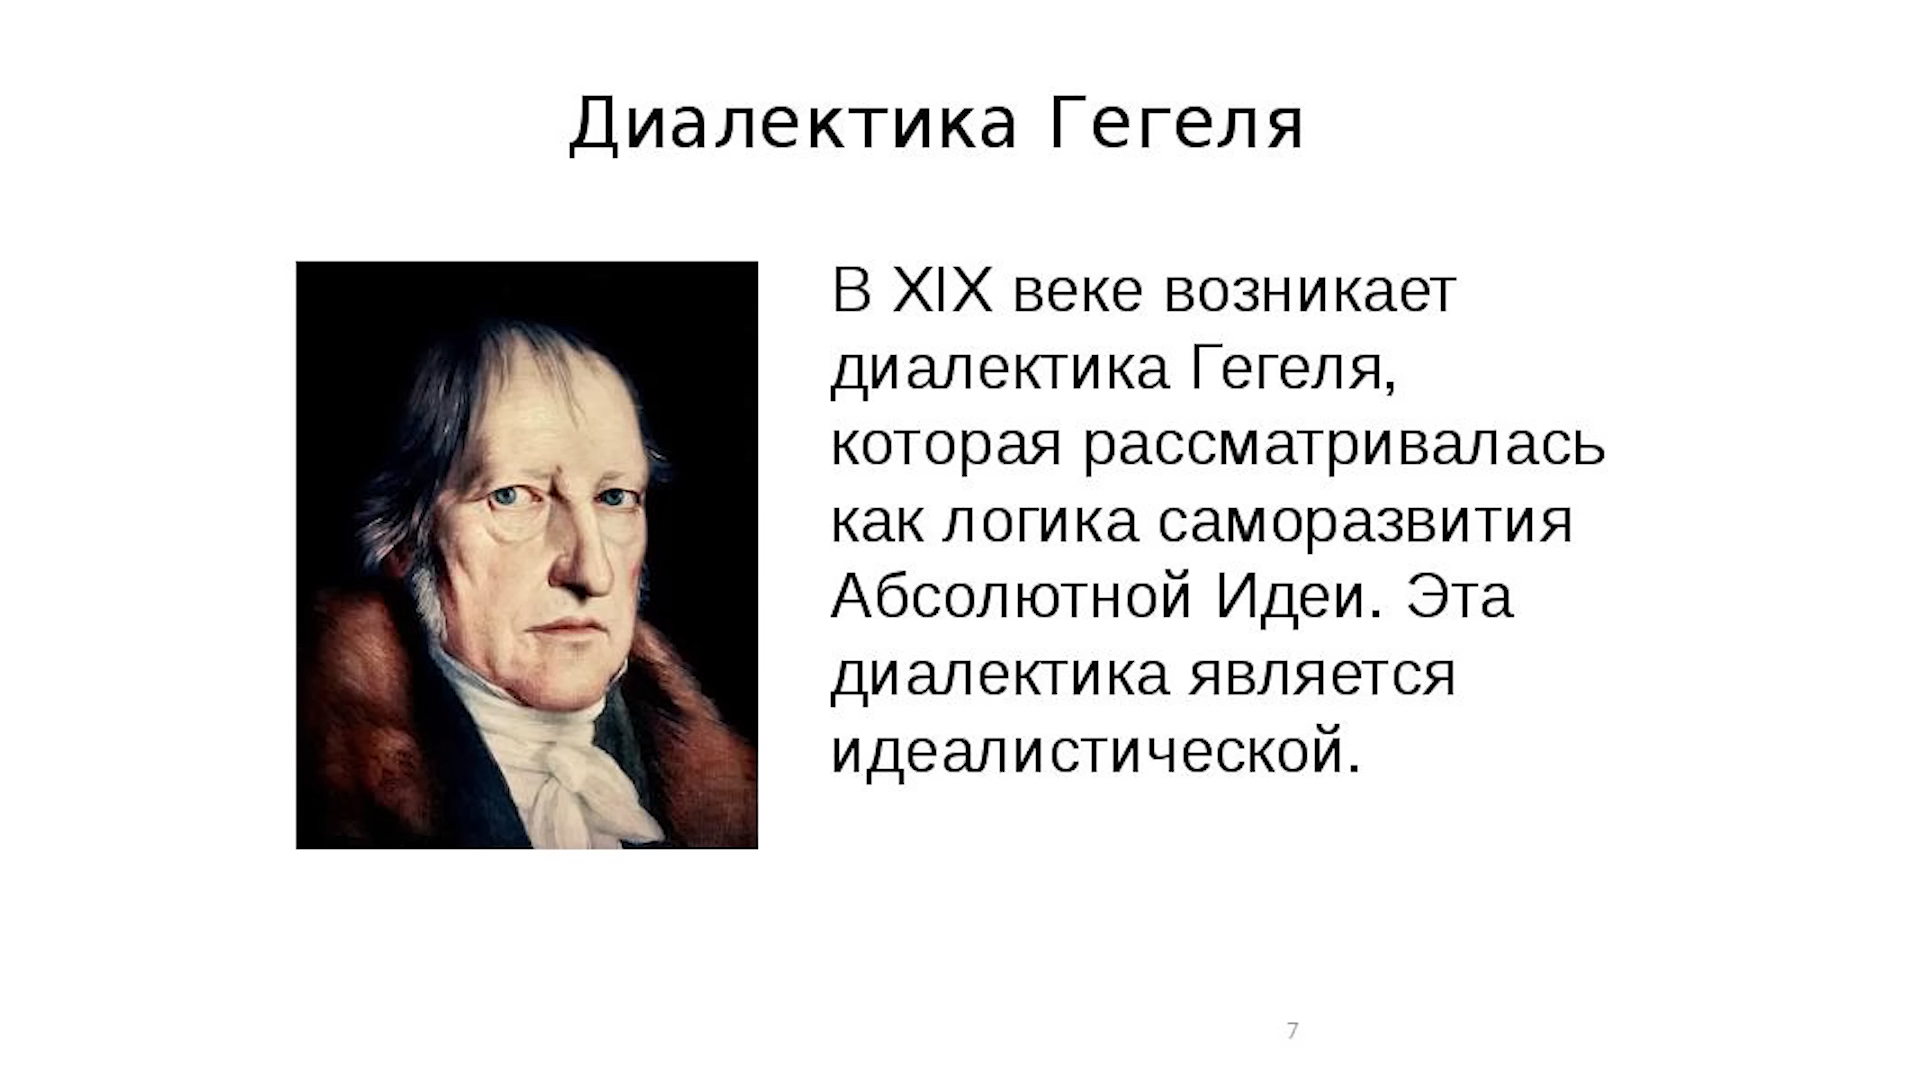 Диалектика Гегеля
В XIX веке возникает
диалектика Гегеля,
которая рассматривалась
как логика саморазвития
Абсолютной Идеи. Эта
диалектика является
идеалистической.
7